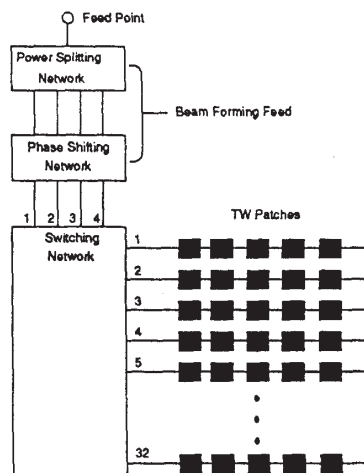 Feed Point
Power Splitting
Network
Beam Forming Feed
Phase Shifting
Network
1 2 3 4
Switching
Network
TW Patches
1
2
3
4
5
32